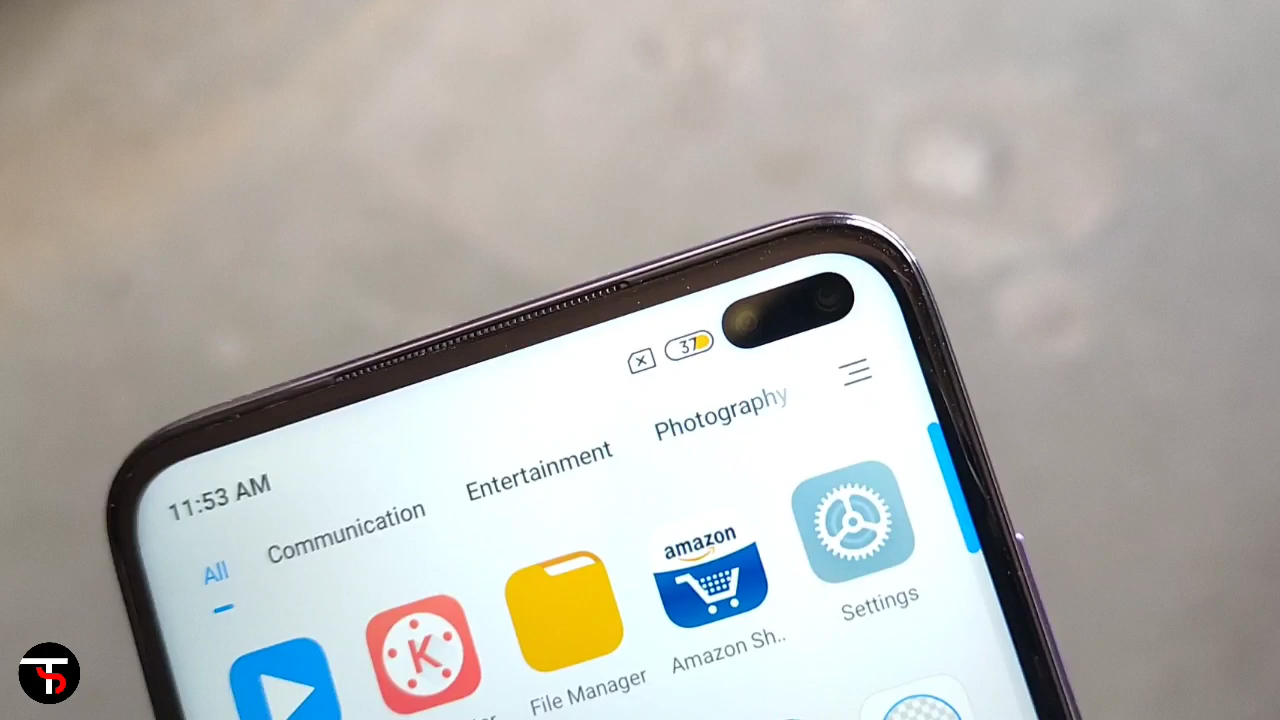 11:53 AM
37
All Communication Entertainment Photography
K
File Manager
amazon
Amazon Sh..
Settings